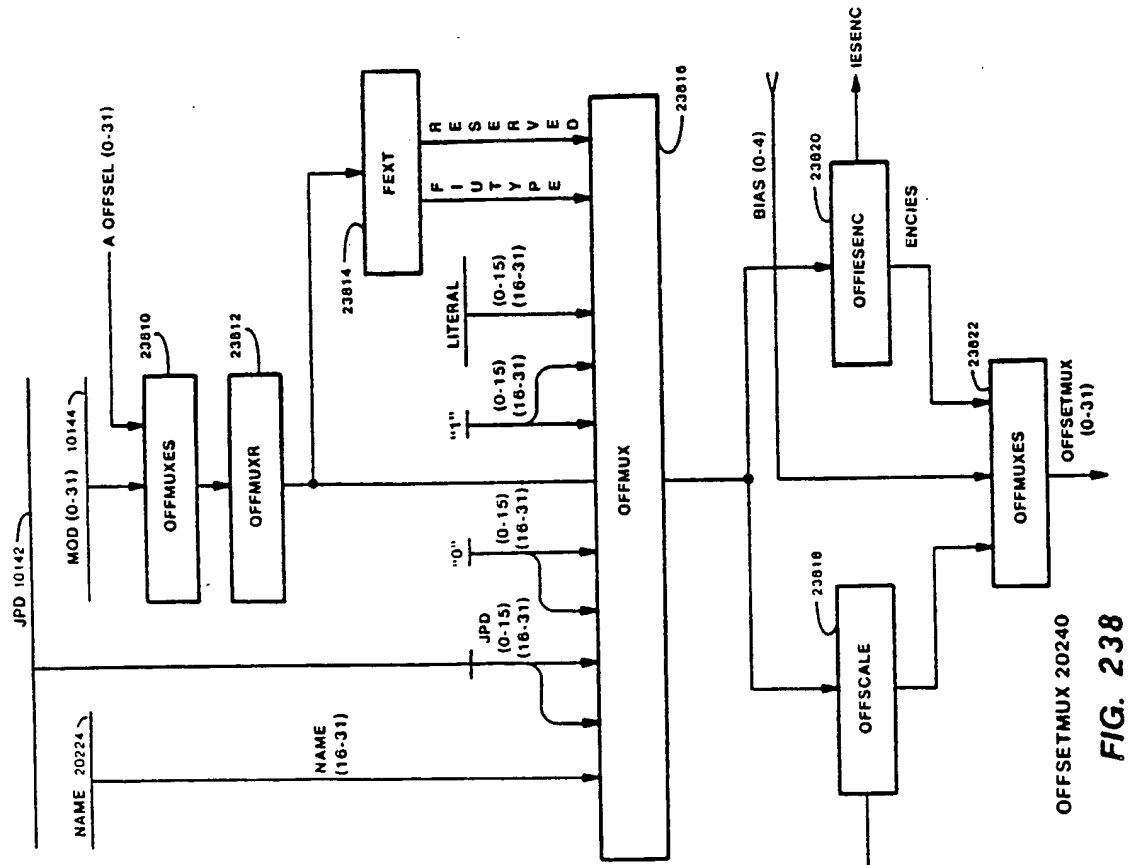 JPD 10142
MOD (0-31) 10144
A OFFSEL (0-31)
23810
OFFMUXES
23812
OFFMUXR
23814
FEXT
FIUTYPE
RESERVED
NAME 20224
NAME
(16-31)
JPD
(0-15)
(16-31)
"0"
(0-15)
(16-31)
"1"
(0-15)
(16-31)
LITERAL
(0-15)
(16-31)
OFFMUX
23816
BIAS (0-4)
23818
OFFSCALE
23820
OFFIESENC
IESENC
ENCIES
23822
OFFMUXES
OFFSETMUX
(0-31)
OFFSETMUX 20240
FIG. 238